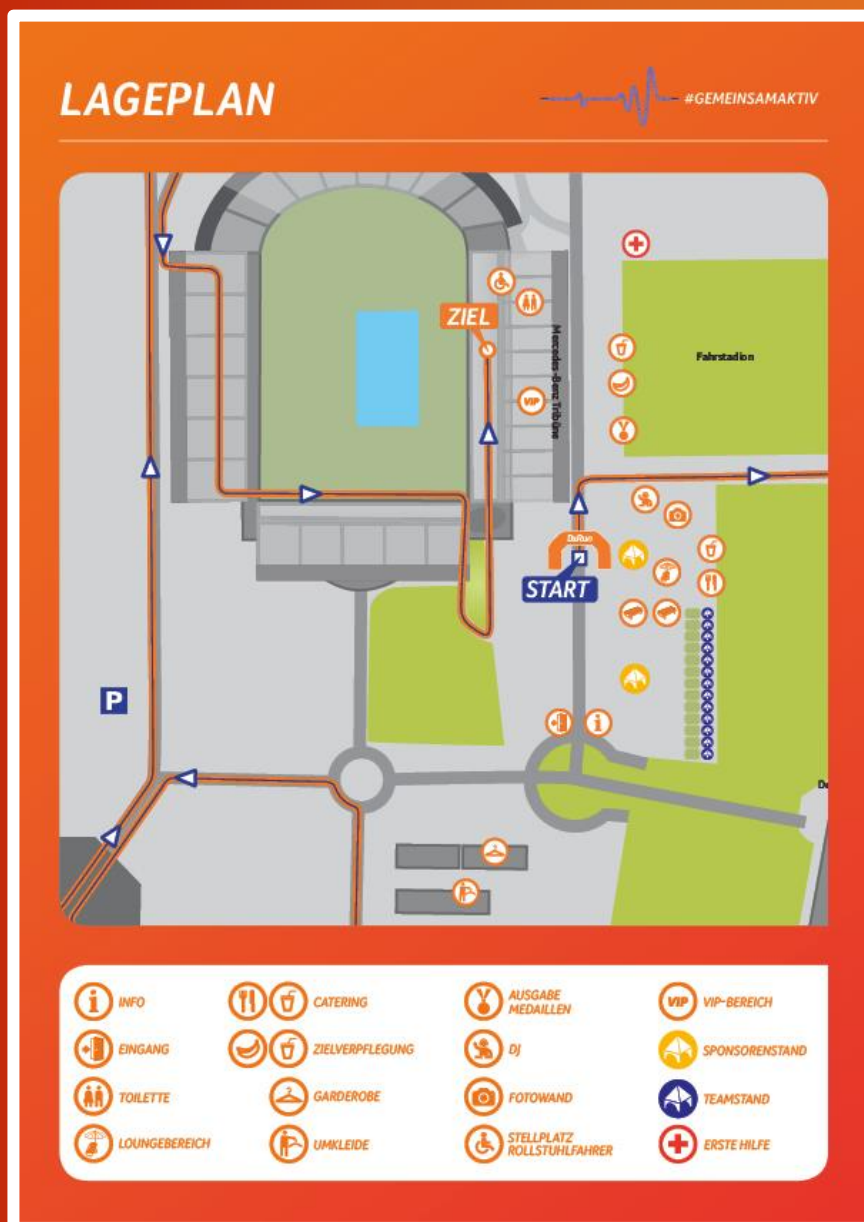 LAGEPLAN
#GEMEINSAMAKTIV
ZIEL
Mercedes-Benz Tribüne
VIP
Fahrstadion
DaRun
START
P
i
INFO
CATERING
AUSGABE
MEDAILLEN
VIP
VIP-BEREICH
EINGANG
ZIELVERPFLEGUNG
DJ
SPONSORENSTAND
TOILETTE
GARDEROBE
FOTOWAND
TEAMSTAND
LOUNGEBEREICH
UMKLEIDE
STELLPLATZ
ROLLSTUHLFAHRER
ERSTE HILFE